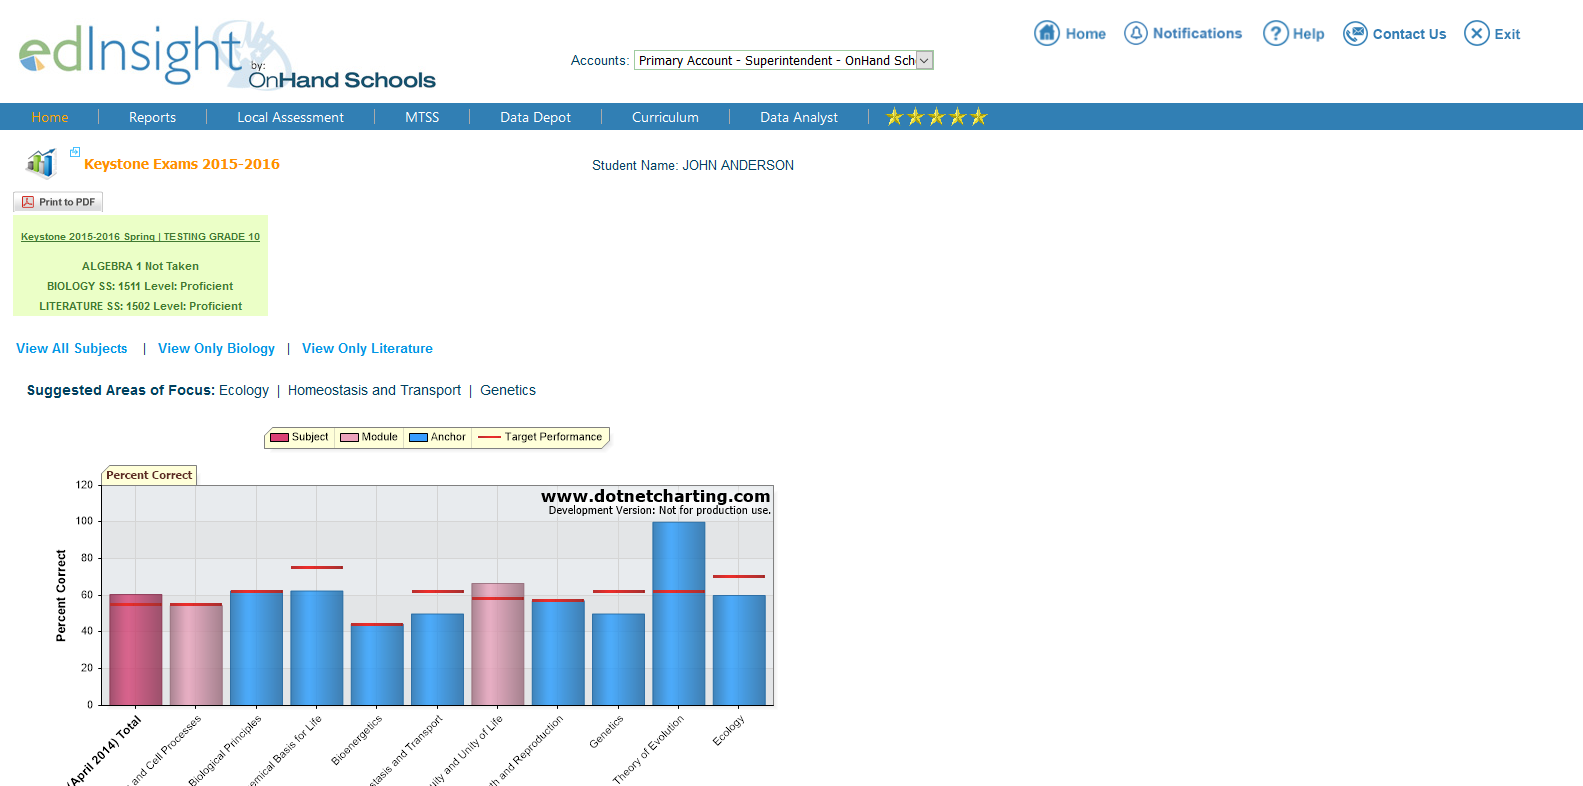 edInsight
by:
OnHand Schools
Accounts: Primary Account - Superintendent - OnHand Sch
Home Notifications Help Contact Us Exit
Home Reports Local Assessment MTSS Data Depot Curriculum Data Analyst
Keystone Exams 2015-2016
Student Name: JOHN ANDERSON
Print to PDF
Keystone 2015-2016 Spring | TESTING GRADE 10
ALGEBRA 1 Not Taken
BIOLOGY SS: 1511 Level: Proficient
LITERATURE SS: 1502 Level: Proficient
View All Subjects | View Only Biology | View Only Literature
Suggested Areas of Focus: Ecology | Homeostasis and Transport | Genetics
Subject Module Anchor Target Performance
Percent Correct
www.dotnetcharting.com
Development Version: Not for production use.
Percent Correct
120
100
80
60
40
20
0
(April 2014) Total
and Cell Processes
Biological Principles
emical Basis for Life
Bioenergetics
stasis and Transport
uity and Unity of Life
th and Reproduction
Genetics
Theory of Evolution
Ecology